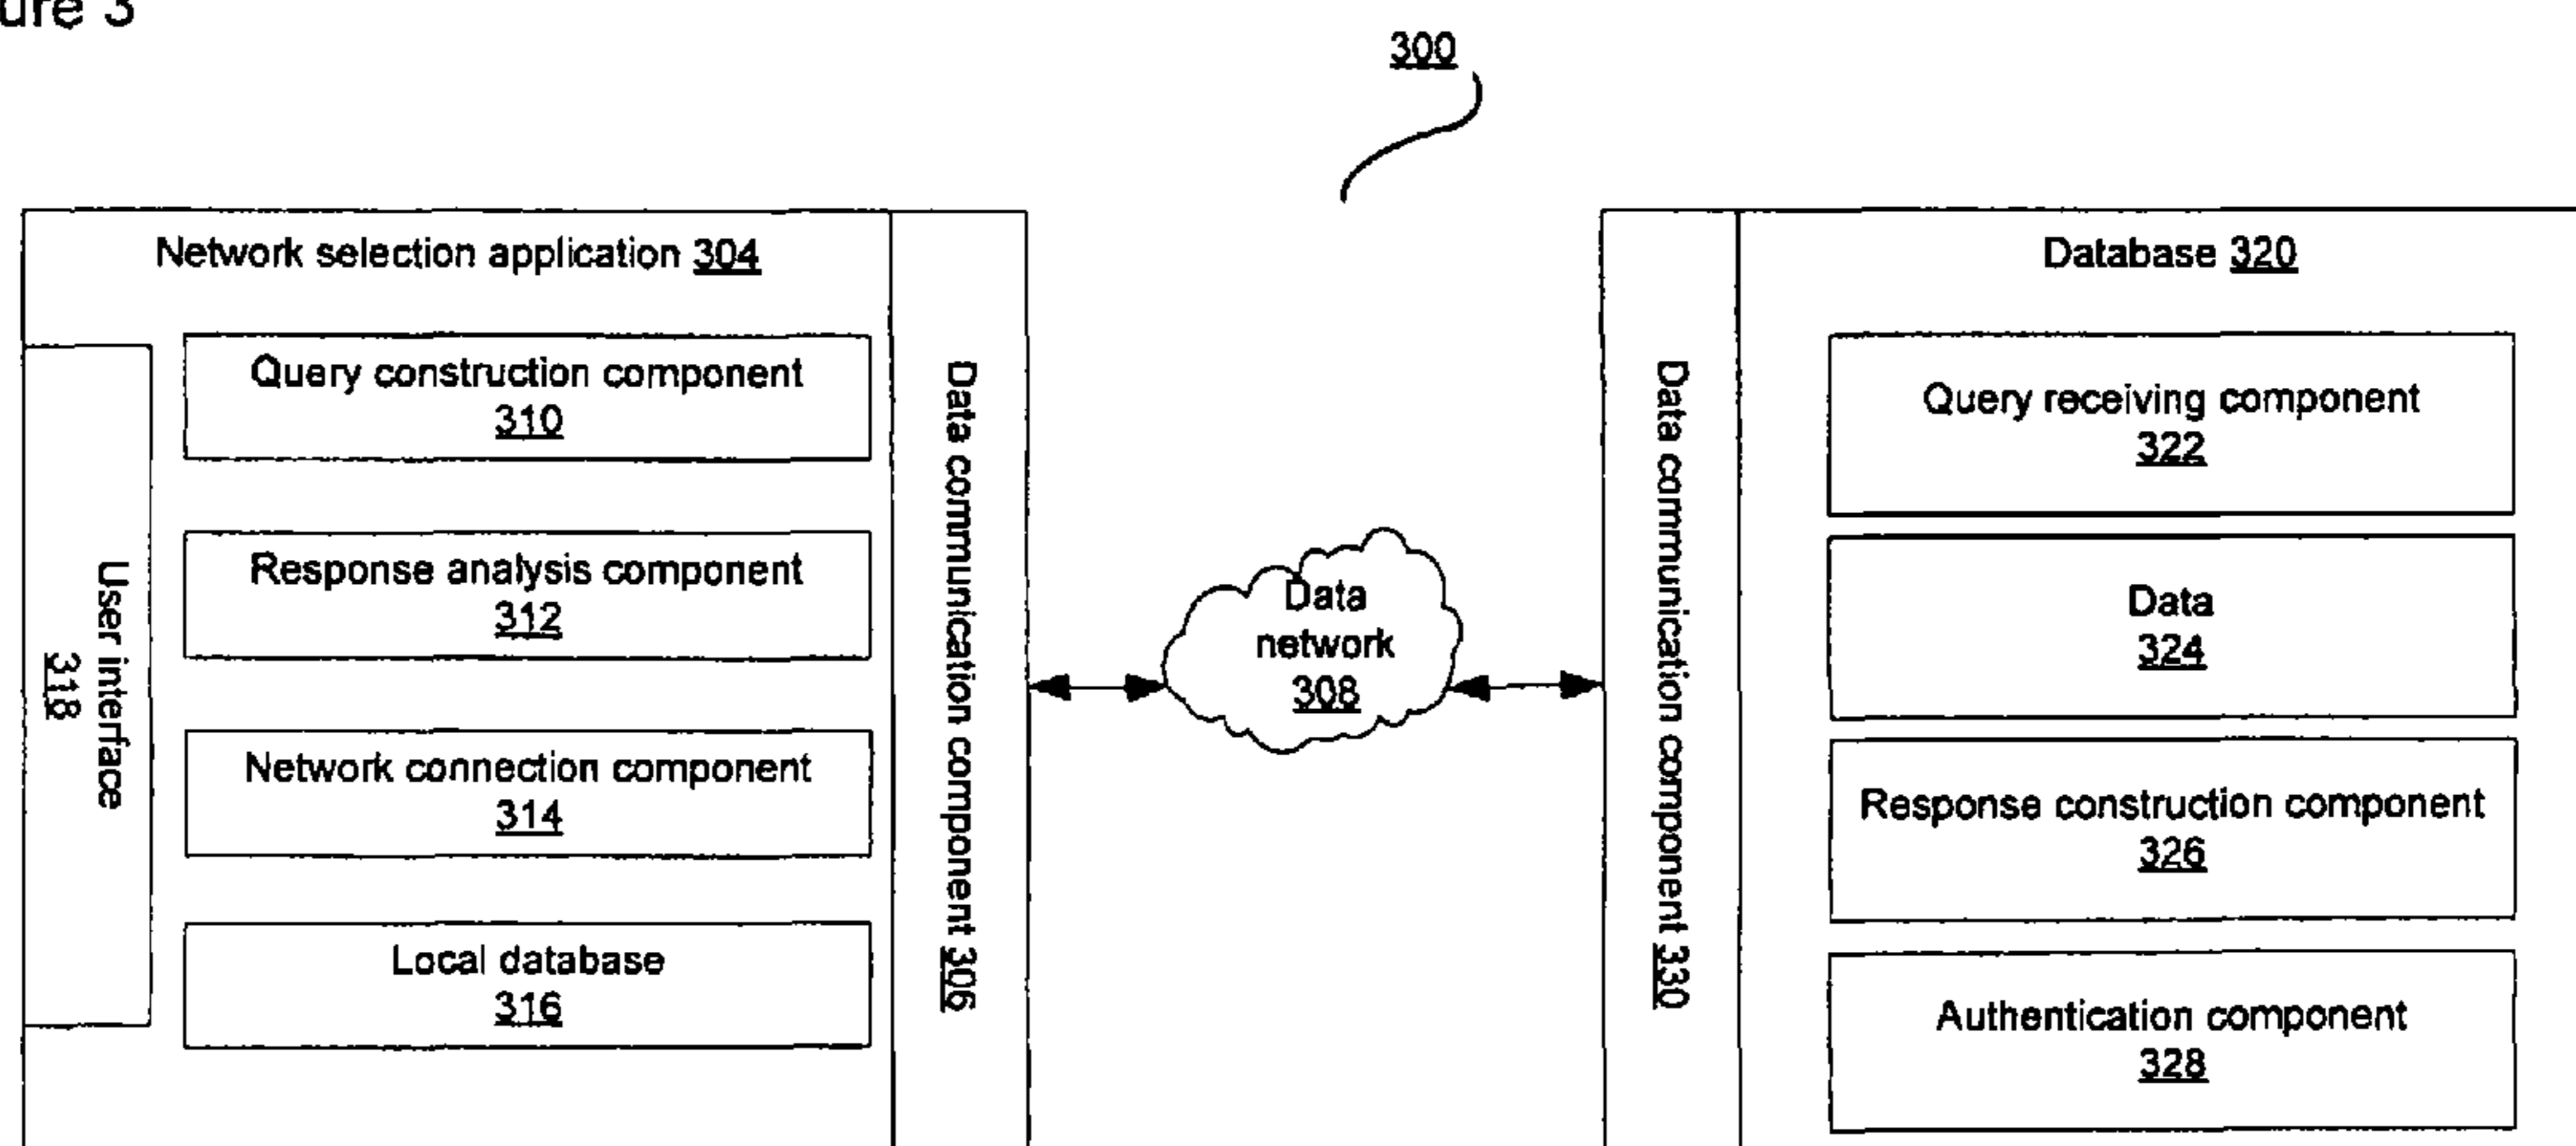 ure 3
300
Network selection application 304
Query construction component
310
Response analysis component
312
Network connection component
314
Local database
316
User interface
318
Data communication component 306
Data
network
308
Data communication component 330
Database 320
Query receiving component
322
Data
324
Response construction component
326
Authentication component
328